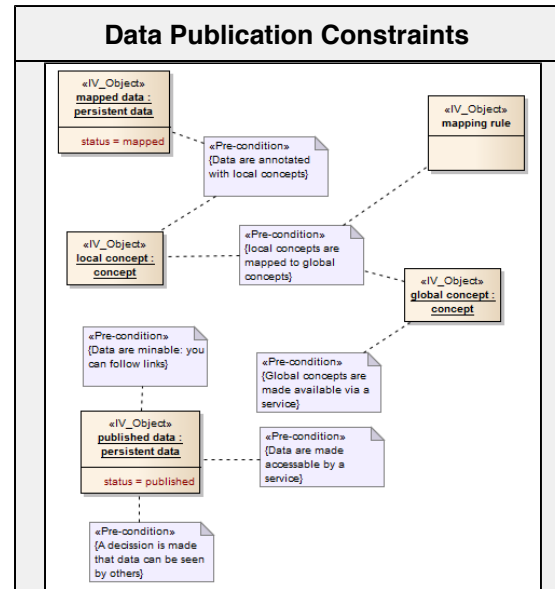 Data Publication Constraints
«IV_Object»
mapped data :
persistent data
status = mapped
«IV_Object»
mapping rule
«Pre-condition»
{Data are annotated
with local concepts}
«IV_Object»
local concept :
concept
«Pre-condition»
{local concepts are
mapped to global
concepts}
«IV_Object»
global concept :
concept
«Pre-condition»
{Data are minable: you
can follow links}
«Pre-condition»
{Global concepts are
made available via a
service}
«IV_Object»
published data :
persistent data
status = published
«Pre-condition»
{Data are made
accessable by a
service}
«Pre-condition»
{A decission is made
that data can be seen
by others}